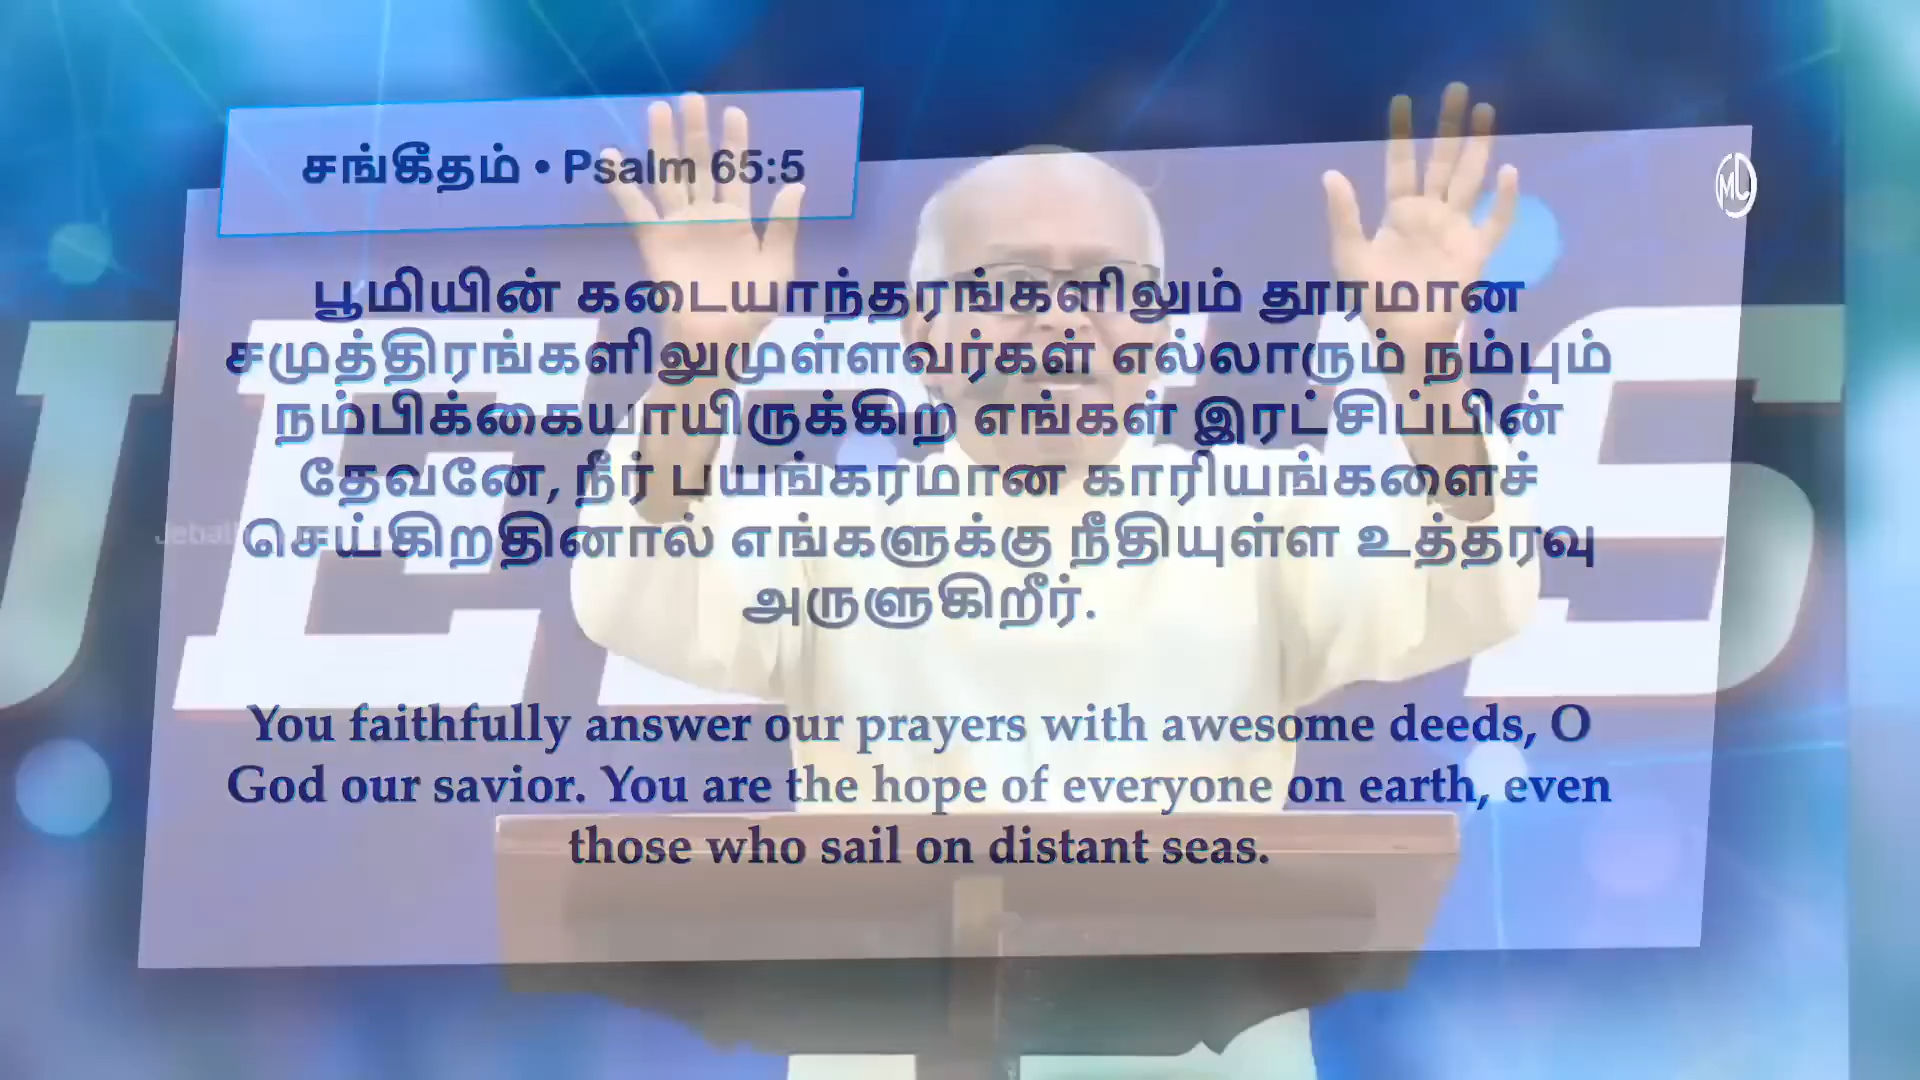 சங்கீதம் • Psalm 65:5
பூமியின் கடையாந்தரங்களிலும் தூரமான
சமுத்திரங்களிலுமுள்ளவர்கள் எல்லாரும் நம்பும்
நம்பிக்கையாயிருக்கிற எங்கள் இரட்சிப்பின்
தேவனே, நீர் பயங்கரமான காரியங்களைச்
செய்கிறதினால் எங்களுக்கு நீதியுள்ள உத்தரவு
அருளுகிறீர்.
You faithfully answer our prayers with awesome deeds, O
God our savior. You are the hope of everyone on earth, even
those who sail on distant seas.